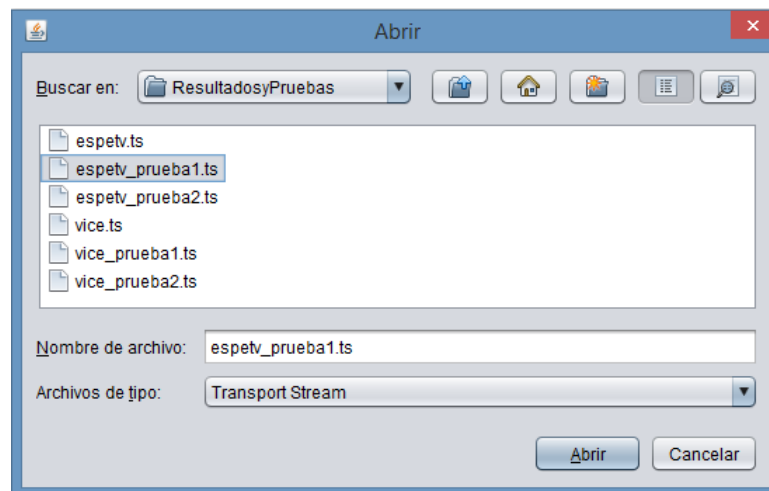 Abrir
Buscar en: ResultadosyPruebas
espetv.ts
espetv_prueba1.ts
espetv_prueba2.ts
vice.ts
vice_prueba1.ts
vice_prueba2.ts
Nombre de archivo: espetv_prueba1.ts
Archivos de tipo: Transport Stream
Abrir Cancelar